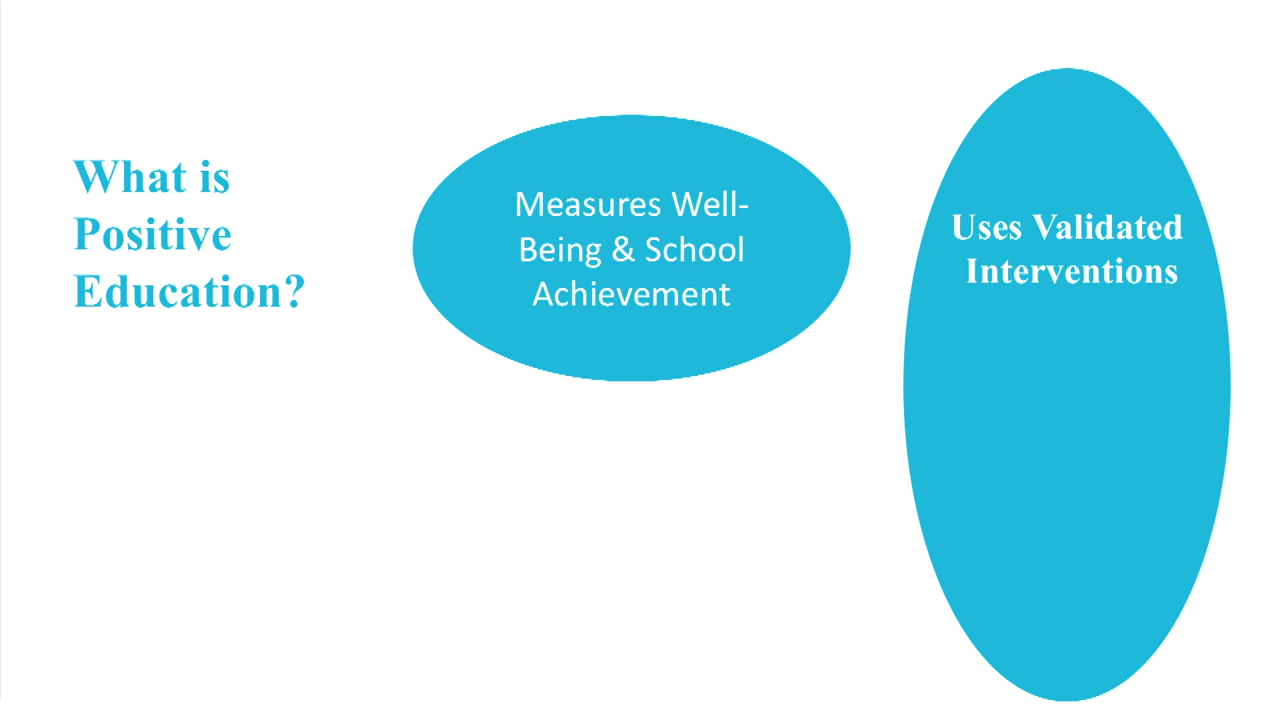 What is
Positive
Education?
Measures Well-
Being & School
Achievement
Uses Validated
Interventions